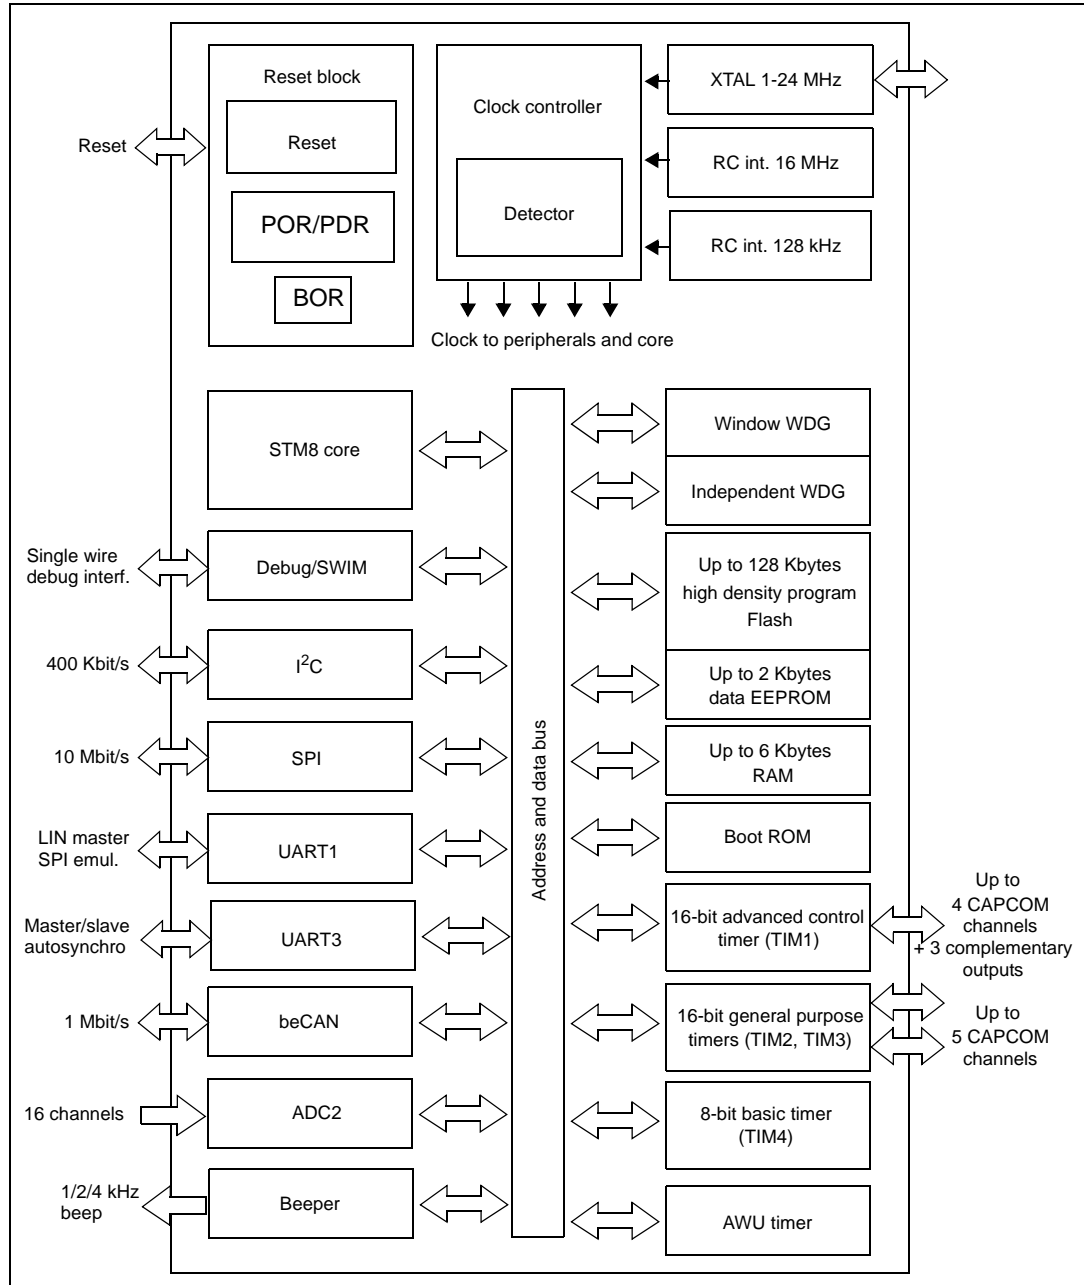 Reset block
Reset
POR/PDR
BOR
Reset
Clock controller
Detector
XTAL 1-24 MHz
RC int. 16 MHz
RC int. 128 kHz
Clock to peripherals and core
STM8 core
Single wire
debug interf.
Debug/SWIM
400 Kbit/s
I²C
10 Mbit/s
SPI
LIN master
SPI emul.
UART1
Master/slave
autosynchro
UART3
1 Mbit/s
beCAN
16 channels
ADC2
1/2/4 kHz
beep
Beeper
Address and data bus
Window WDG
Independent WDG
Up to 128 Kbytes
high density program
Flash
Up to 2 Kbytes
data EEPROM
Up to 6 Kbytes
RAM
Boot ROM
16-bit advanced control
timer (TIM1)
Up to
4 CAPCOM
channels
+ 3 complementary
outputs
16-bit general purpose
timers (TIM2, TIM3)
Up to
5 CAPCOM
channels
8-bit basic timer
(TIM4)
AWU timer